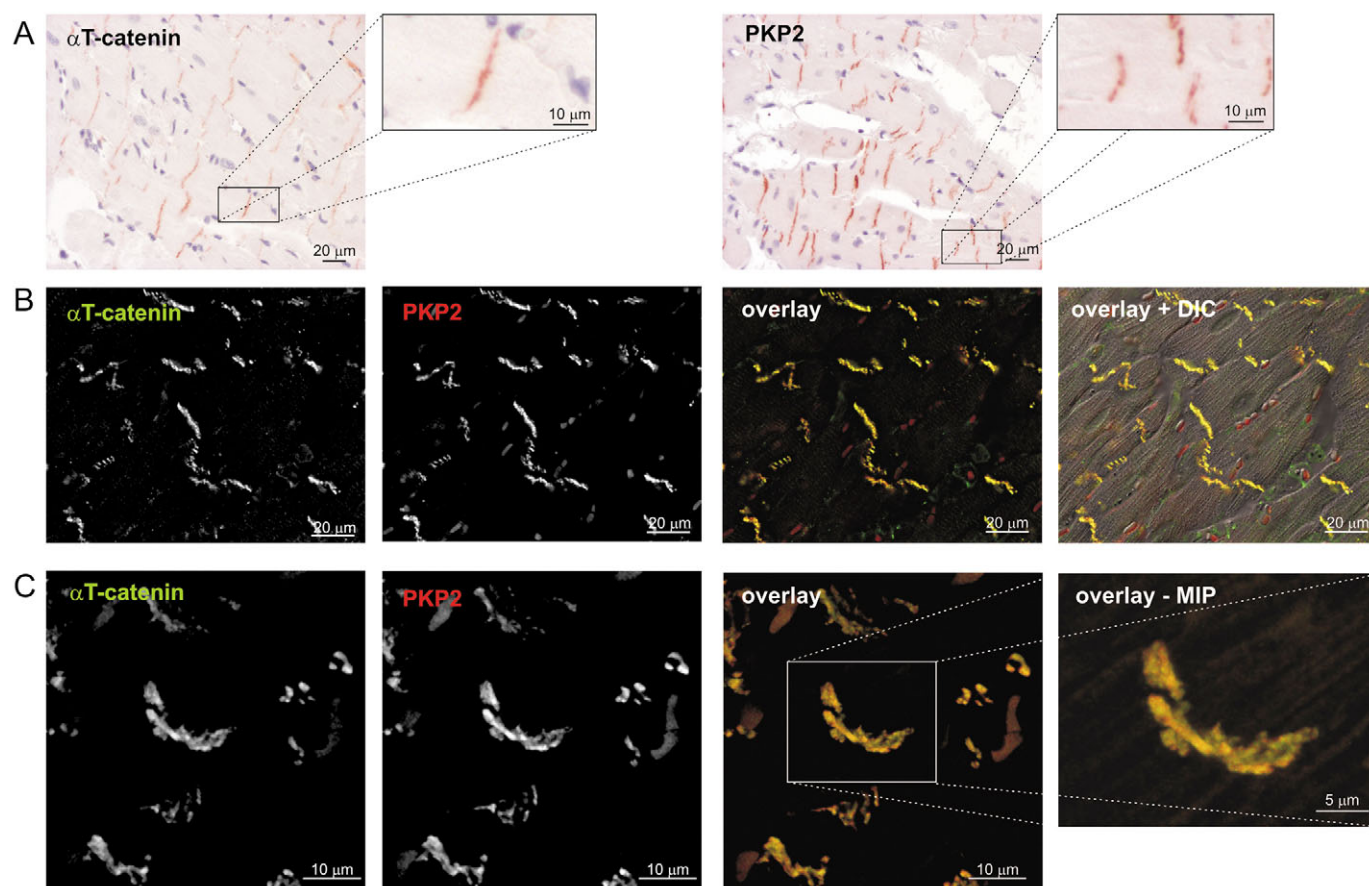 A
αT-catenin
10 μm
20 μm
PKP2
10 μm
20 μm
B
αT-catenin
20 μm
PKP2
20 μm
overlay
20 μm
overlay + DIC
20 μm
C
αT-catenin
10 μm
PKP2
10 μm
overlay
10 μm
overlay - MIP
5 μm